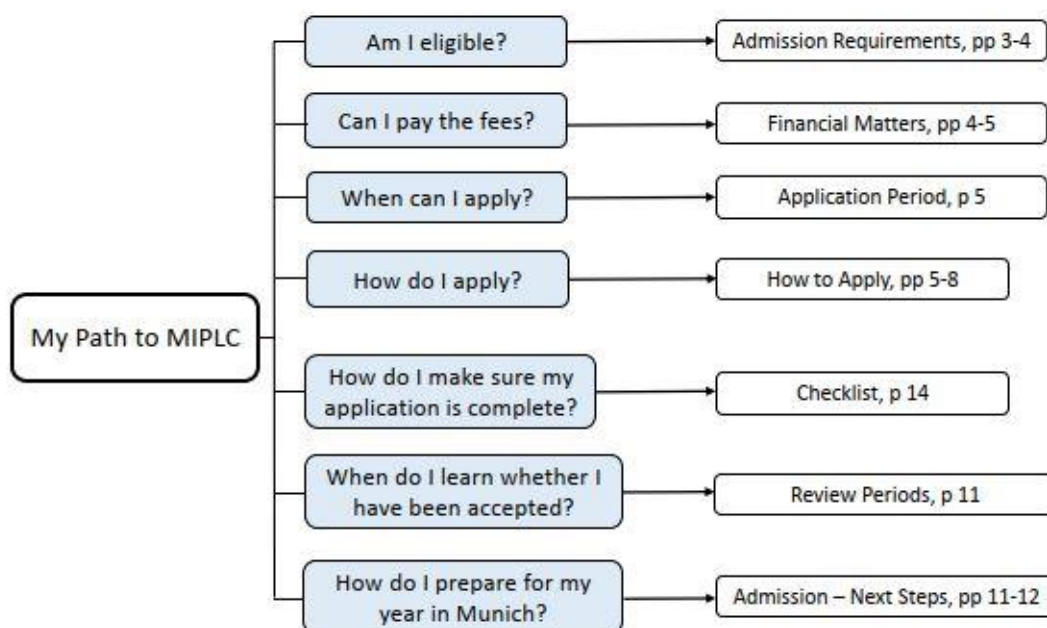 My Path to MIPLC
Am I eligible?
Admission Requirements, pp 3-4
Can I pay the fees?
Financial Matters, pp 4-5
When can I apply?
Application Period, p 5
How do I apply?
How to Apply, pp 5-8
How do I make sure my
application is complete?
Checklist, p 14
When do I learn whether I
have been accepted?
Review Periods, p 11
How do I prepare for my
year in Munich?
Admission – Next Steps, pp 11-12